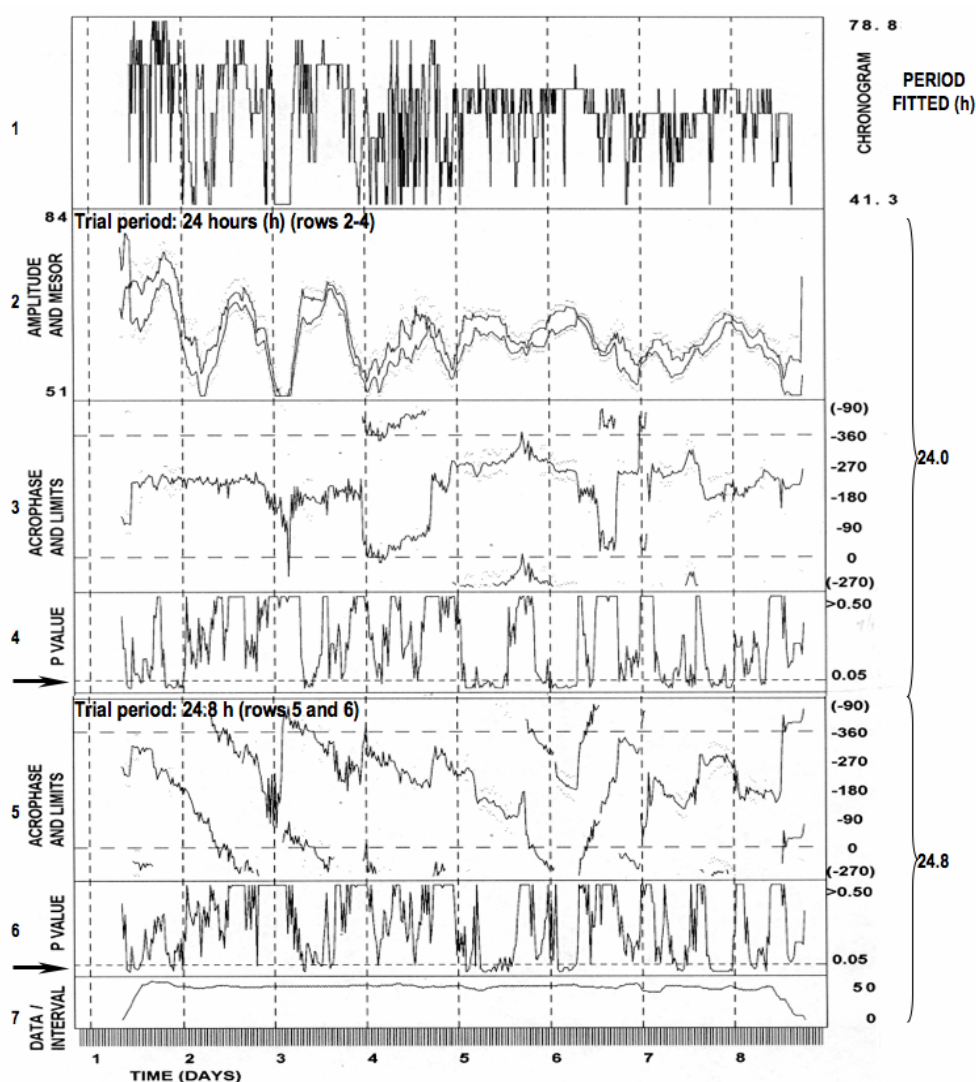 78.8
CHRONOGRAM
41.3
PERIOD
FITTED (h)
1
84
Trial period: 24 hours (h) (rows 2-4)
AMPLITUDE
AND MESOR
2
51
(-90)
-360
-270
-180
-90
0
(-270)
ACROPHASE
AND LIMITS
3
24.0
>0.50
0.05
P VALUE
4
Trial period: 24.8 h (rows 5 and 6)
(-90)
-360
-270
-180
-90
0
(-270)
ACROPHASE
AND LIMITS
5
24.8
>0.50
0.05
P VALUE
6
50
0
DATA /
INTERVAL
7
1 2 3 4 5 6 7 8
TIME (DAYS)